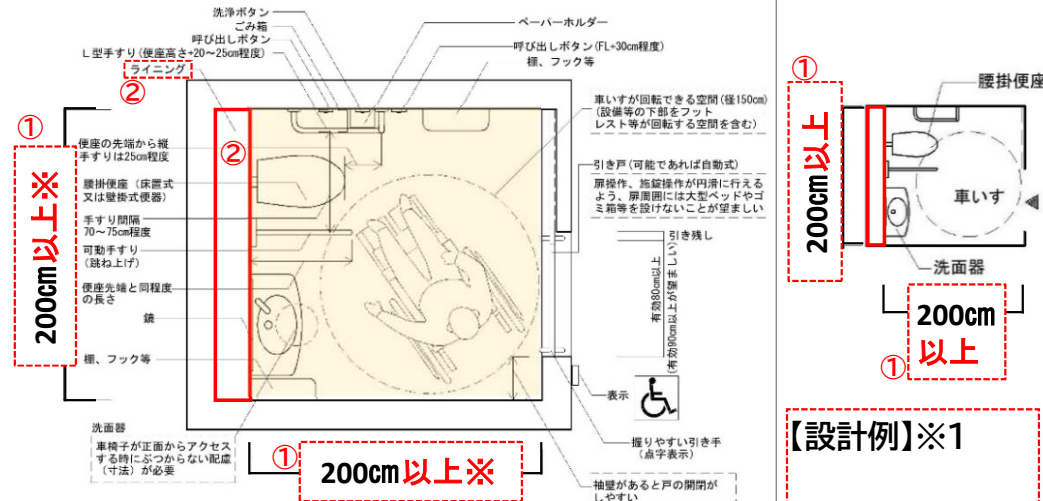 洗浄ボタン
ごみ箱
呼び出しボタン
L型手すり(便座高さ+20～25cm程度)
ライニング
②
ペーパーホルダー
呼び出しボタン(FL+30cm程度)
棚、フック等
①
200cm以上※
②
便座の先端から縦
手すりは25cm程度
腰掛便座（床置式
又は壁掛式便器）
手すり間隔
70～75cm程度
可動手すり
（跳ね上げ）
便座先端と同程度
の長さ
鏡
棚、フック等
洗面器
車椅子が正面からアクセス
する時にぶつからない配慮
（寸法）が必要
①
200cm以上※
車いすが回転できる空間(径150cm)
(設備等の下部をフット
レスト等が回転する空間を含む)
引き戸(可能であれば自動式)
扉操作、施錠操作が円滑に行える
よう、扉周囲には大型ベッドやゴ
ミ箱等を設けないことが望ましい
引き残し
有効80cm以上
(有効90cm以上が望ましい)
表示
握りやすい引き手
(点字表示)
袖壁があると戸の開閉が
しやすい
①
200cm以上
腰掛便座
車いす
洗面器
200cm
以上
①
【設計例】※1